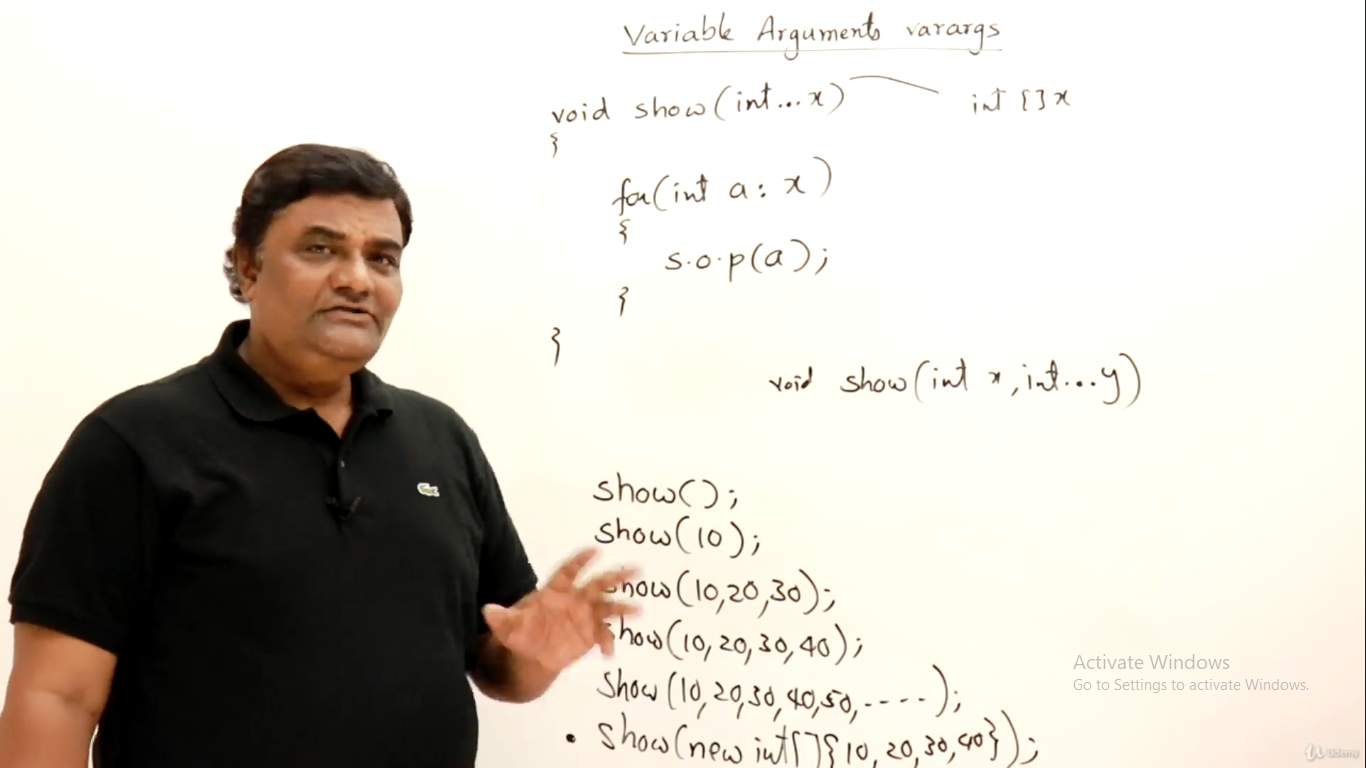 Variable Arguments varargs
void show(int...x) int []x
{
for(int a: x)
{
s.o.p(a);
}
}
void show(int x, int...y)
show();
show(10);
show(10,20,30);
show(10,20,30,40);
show(10,20,30,40,50,-----);
• show(new int[]{10,20,30,40});
Activate Windows
Go to Settings to activate Windows.
Udemy